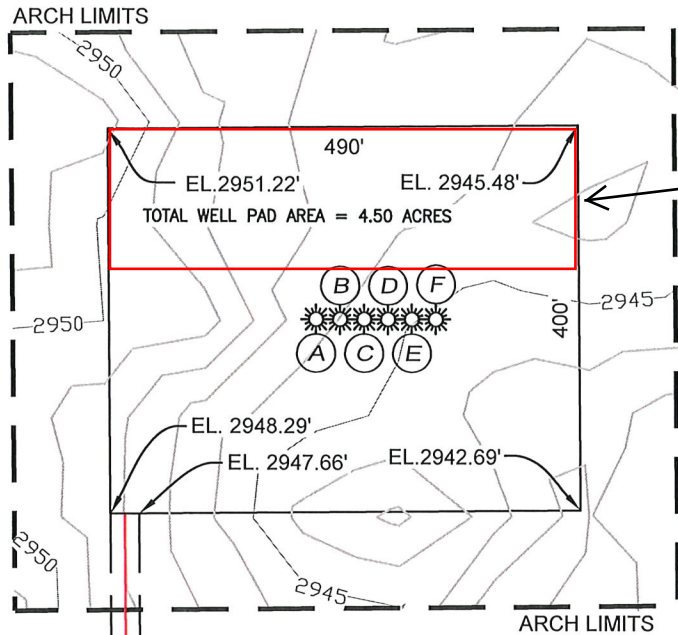 ARCH LIMITS
2950
490'
EL.2951.22'
EL. 2945.48'
TOTAL WELL PAD AREA = 4.50 ACRES
B D F
2950
2945
400'
A C E
EL. 2948.29'
EL. 2947.66'
EL.2942.69'
2950
2945
ARCH LIMITS